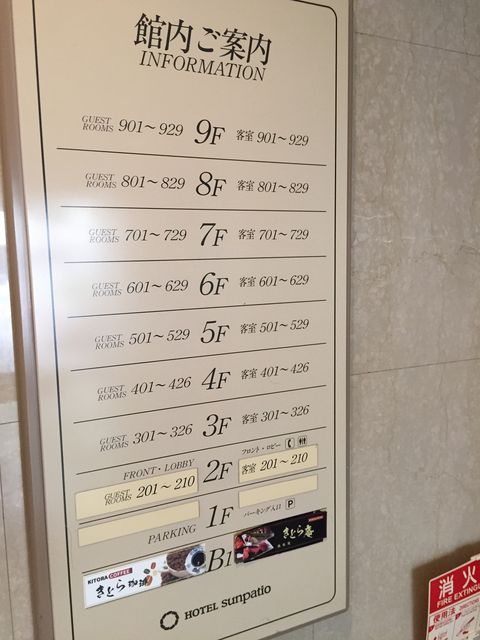 館内ご案内
INFORMATION
GUEST ROOMS 901～929 9F 客室 901～929
GUEST ROOMS 801～829 8F 客室 801～829
GUEST ROOMS 701～729 7F 客室 701～729
GUEST ROOMS 601～629 6F 客室 601～629
GUEST ROOMS 501～529 5F 客室 501～529
GUEST ROOMS 401～426 4F 客室 401～426
GUEST ROOMS 301～326 3F 客室 301～326
FRONT・LOBBY 2F フロント・ロビー
GUEST ROOMS 201～210 客室 201～210
PARKING 1F パーキング入口 P
KITORA COFFEE
きとら珈琲
B1
きとら庵
HOTEL sunpatio
消火
FIRE EXTING
使用法